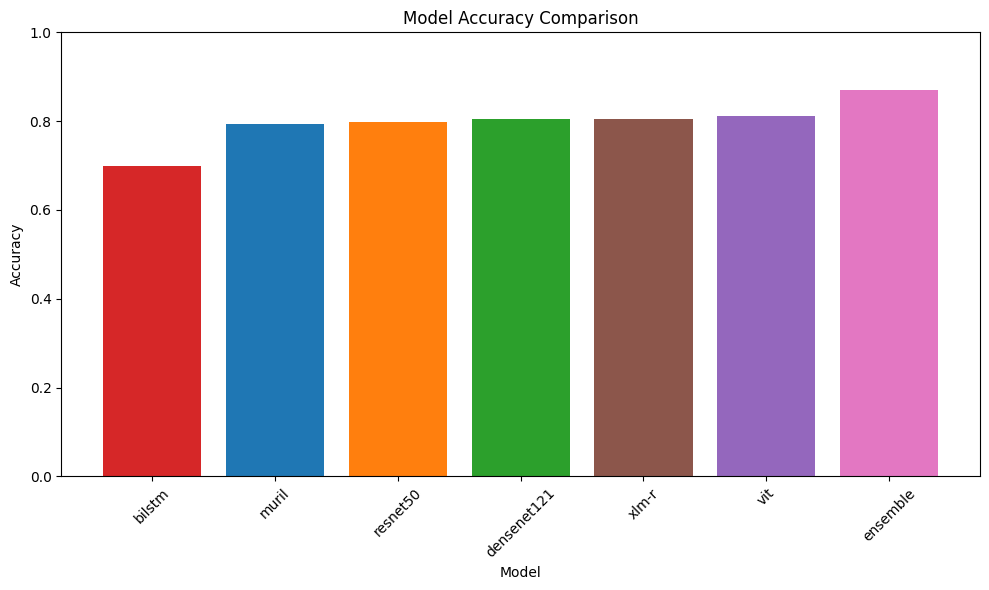 Model Accuracy Comparison
1.0
0.8
0.6
0.4
0.2
0.0
Accuracy
bilstm
muril
resnet50
densenet121
xlm-r
vit
ensemble
Model